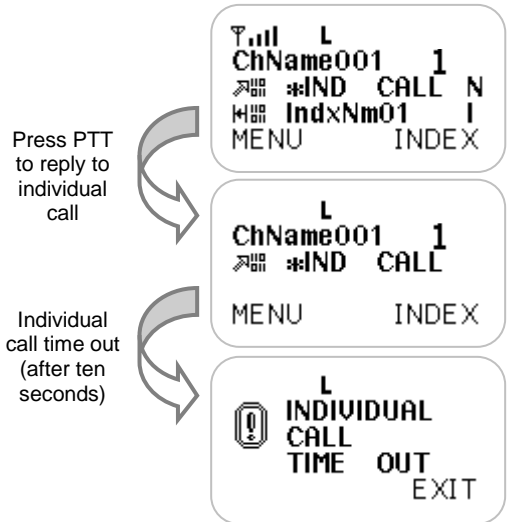 L
ChName001 1
*IND CALL N
IndxNm01 I
MENU INDEX
Press PTT
to reply to
individual
call
L
ChName001 1
*IND CALL
MENU INDEX
Individual
call time out
(after ten
seconds)
L
INDIVIDUAL
CALL
TIME OUT
EXIT